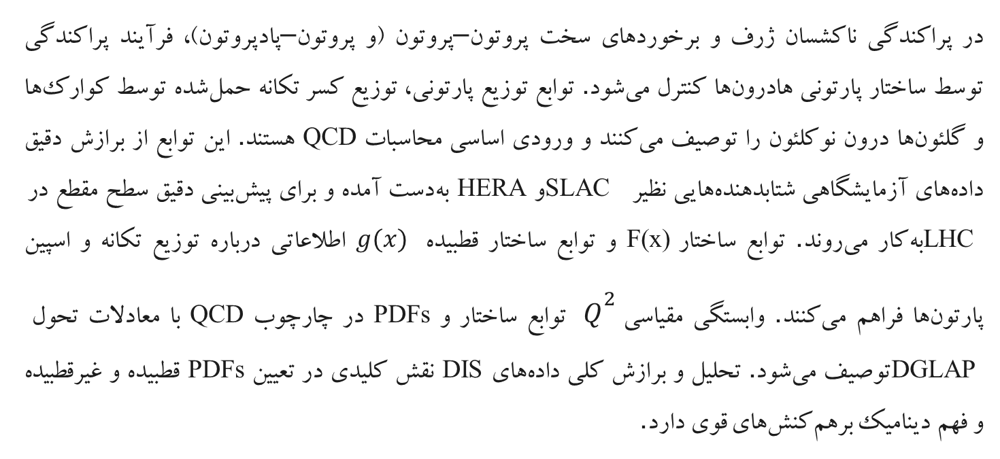 در پراکندگی ناکشسان ژرف و برخوردهای سخت پروتون–پروتون (و پروتون–پادپروتون)، فرآیند پراکندگی
توسط ساختار پارتونی هادرون‌ها کنترل می‌شود. توابع توزیع پارتونی، توزیع کسر تکانه حمل‌شده توسط کوارک‌ها
و گلئون‌ها درون نوکلئون را توصیف می‌کنند و ورودی اساسی محاسبات QCD هستند. این توابع از برازش دقیق
داده‌های آزمایشگاهی شتابدهنده‌هایی نظیر SLAC و HERA به‌دست آمده و برای پیش‌بینی دقیق سطح مقطع در
LHC به‌کار می‌روند. توابع ساختار F(x) و توابع ساختار قطبیده g(x) اطلاعاتی درباره توزیع تکانه و اسپین
پارتون‌ها فراهم می‌کنند. وابستگی مقیاسی Q² توابع ساختار و PDFs در چارچوب QCD با معادلات تحول
DGLAP توصیف می‌شود. تحلیل و برازش کلی داده‌های DIS نقش کلیدی در تعیین PDFs قطبیده و غیرقطبیده
و فهم دینامیک برهم‌کنش‌های قوی دارد.